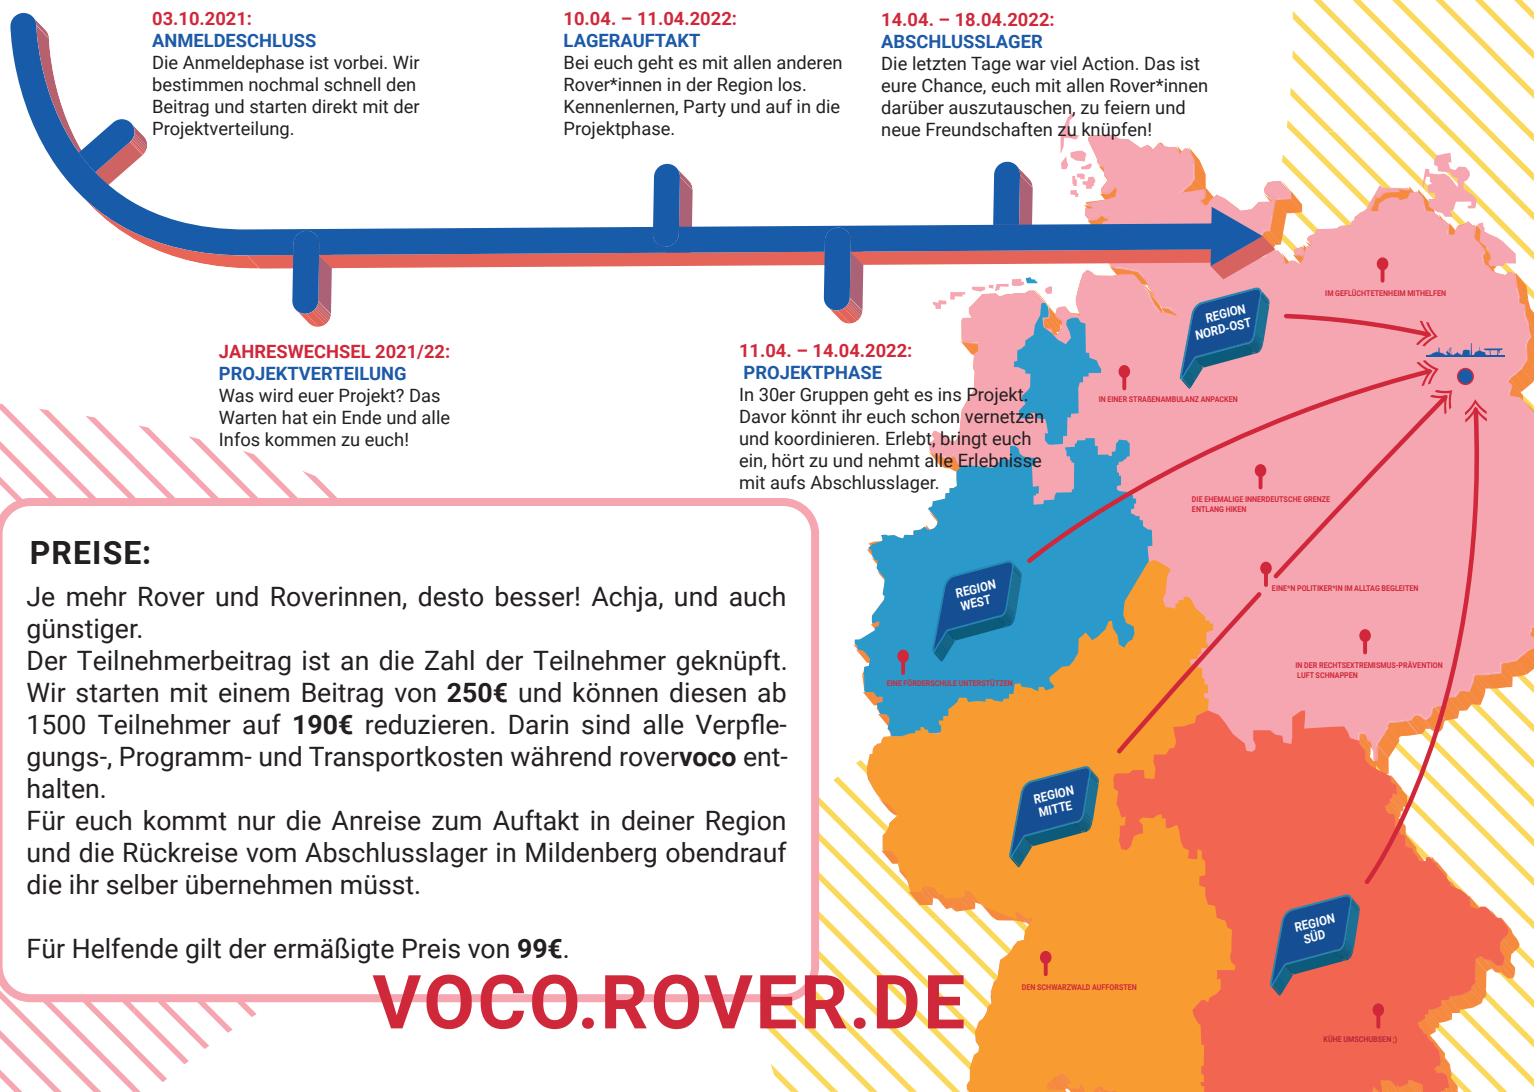 03.10.2021:
ANMELDESCHLUSS
Die Anmeldephase ist vorbei. Wir
bestimmen nochmal schnell den
Beitrag und starten direkt mit der
Projektverteilung.
10.04. – 11.04.2022:
LAGERAUFTAKT
Bei euch geht es mit allen anderen
Rover*innen in der Region los.
Kennenlernen, Party und auf in die
Projektphase.
14.04. – 18.04.2022:
ABSCHLUSSLAGER
Die letzten Tage war viel Action. Das ist
eure Chance, euch mit allen Rover*innen
darüber auszutauschen, zu feiern und
neue Freundschaften zu knüpfen!
JAHRESWECHSEL 2021/22:
PROJEKTVERTEILUNG
Was wird euer Projekt? Das
Warten hat ein Ende und alle
Infos kommen zu euch!
11.04. – 14.04.2022:
PROJEKTPHASE
In 30er Gruppen geht es ins Projekt.
Davor könnt ihr euch schon vernetzen
und koordinieren. Erlebt, bringt euch
ein, hört zu und nehmt alle Erlebnisse
mit aufs Abschlusslager.
PREISE:
Je mehr Rover und Roverinnen, desto besser! Achja, und auch
günstiger.
Der Teilnehmerbeitrag ist an die Zahl der Teilnehmer geknüpft.
Wir starten mit einem Beitrag von 250€ und können diesen ab
1500 Teilnehmer auf 190€ reduzieren. Darin sind alle Verpfle-
gungs-, Programm- und Transportkosten während rovervoco ent-
halten.
Für euch kommt nur die Anreise zum Auftakt in deiner Region
und die Rückreise vom Abschlusslager in Mildenberg obendrauf
die ihr selber übernehmen müsst.
Für Helfende gilt der ermäßigte Preis von 99€.
VOCO.ROVER.DE
IM GEFLÜCHTETENHEIM MITHELFEN
REGION
NORD-OST
IN EINER STRAßENAMBULANZ ANPACKEN
DIE EHEMALIGE INNERDEUTSCHE GRENZE
ENTLANG HIKEN
REGION
WEST
EINE*N POLITIKER*IN IM ALLTAG BEGLEITEN
IN DER RECHTSEXTREMISMUS-PRÄVENTION
LUFT SCHNAPPEN
EINE FÖRDERSCHULE UNTERSTÜTZEN
REGION
MITTE
REGION
SÜD
DEN SCHWARZWALD AUFFORSTEN
KÜHE UMSCHUBSEN ;)